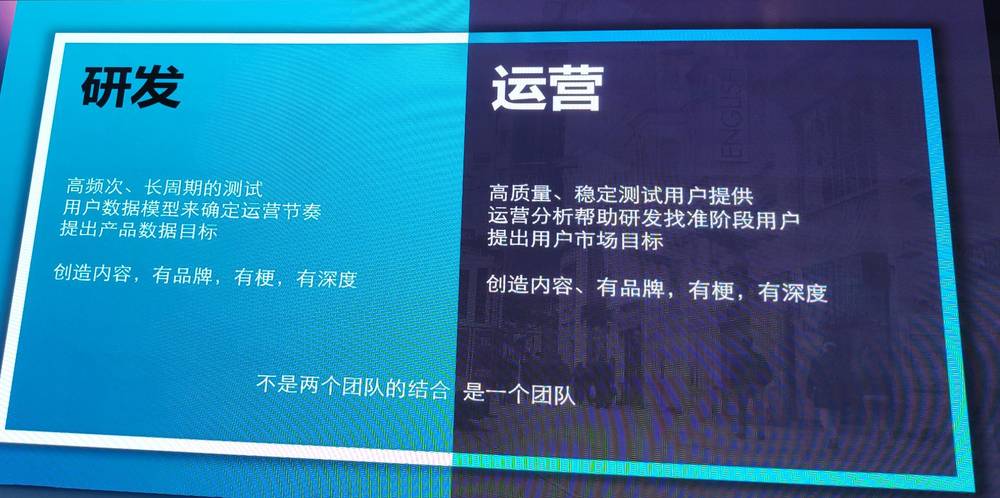 研发
高频次、长周期的测试
用户数据模型来确定运营节奏
提出产品数据目标
创造内容，有品牌，有梗，有深度
运营
高质量、稳定测试用户提供
运营分析帮助研发找准阶段用户
提出用户市场目标
创造内容、有品牌，有梗，有深度
不是两个团队的结合 是一个团队
ENGLISH